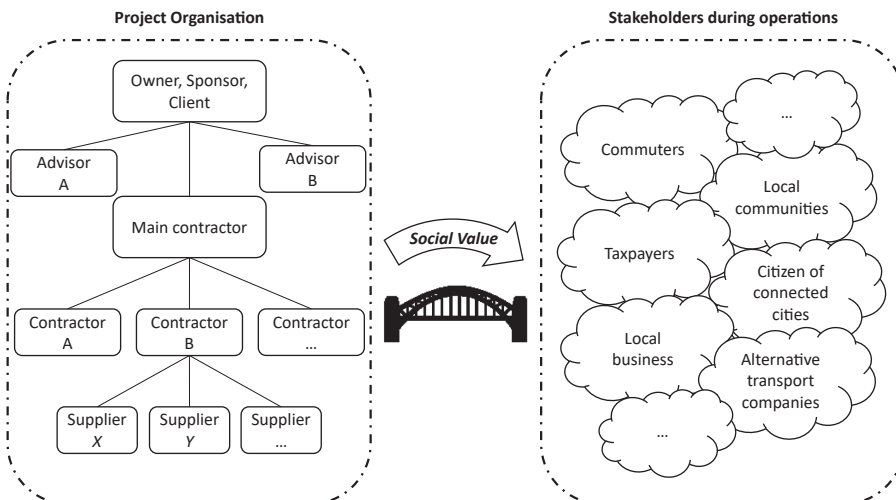 Project Organisation
Owner, Sponsor,
Client
Advisor
A
Advisor
B
Main contractor
Contractor
A
Contractor
B
Contractor
...
Supplier
X
Supplier
Y
Supplier
...
Social Value
Stakeholders during operations
...
Commuters
Local
communities
Taxpayers
Citizen of
connected
cities
Local
business
Alternative
transport
companies
...